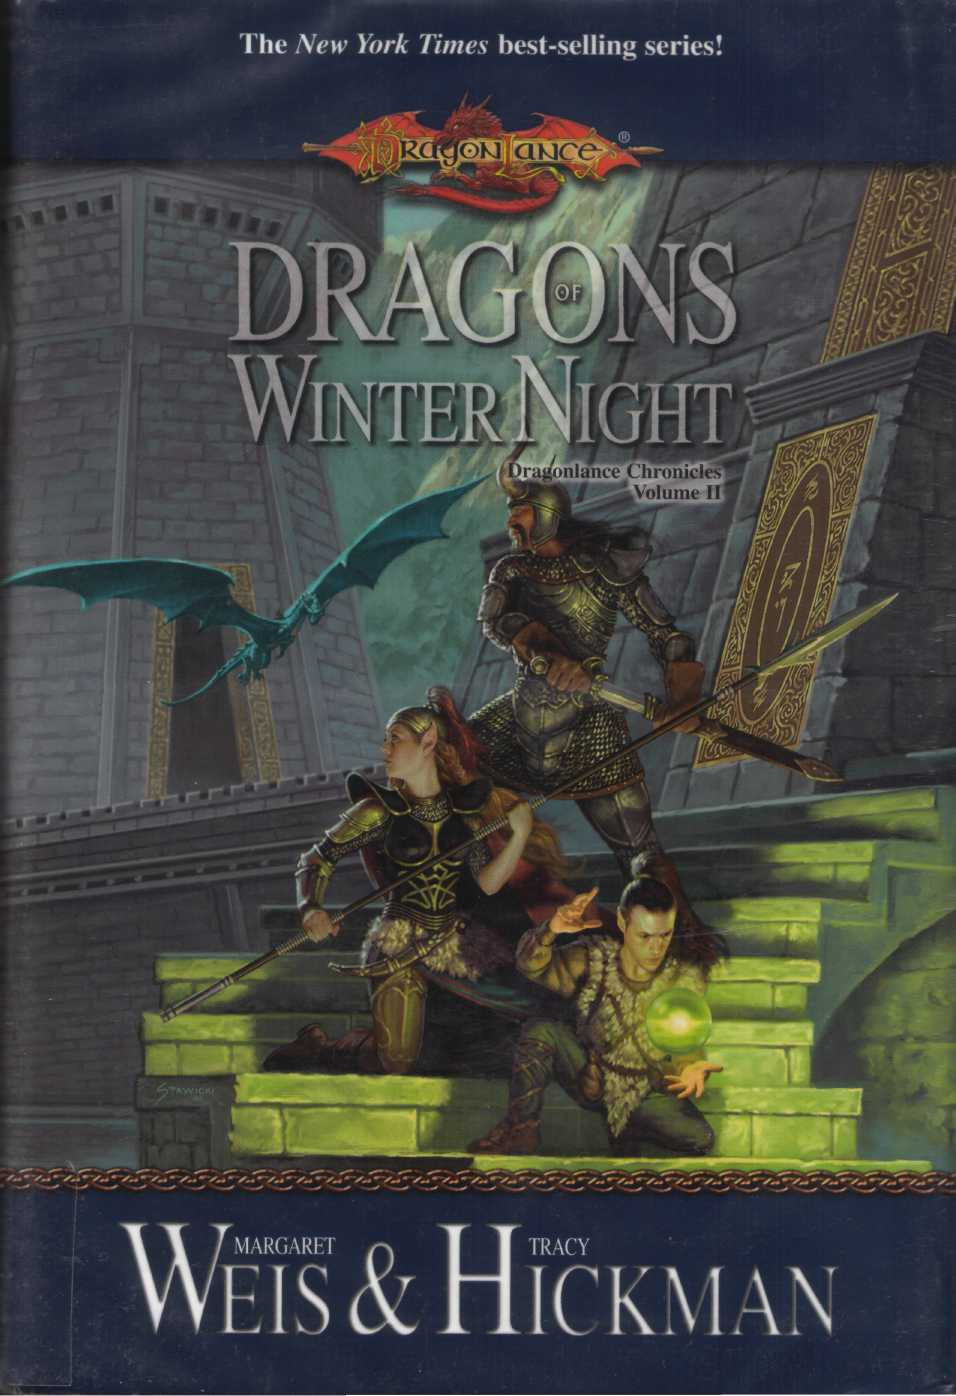 The New York Times best-selling series!
DRAGONLANCE®
DRAGONS
OF
WINTER NIGHT
Dragonlance Chronicles
Volume II
STAWICKI
MARGARET
WEIS &
TRACY
HICKMAN